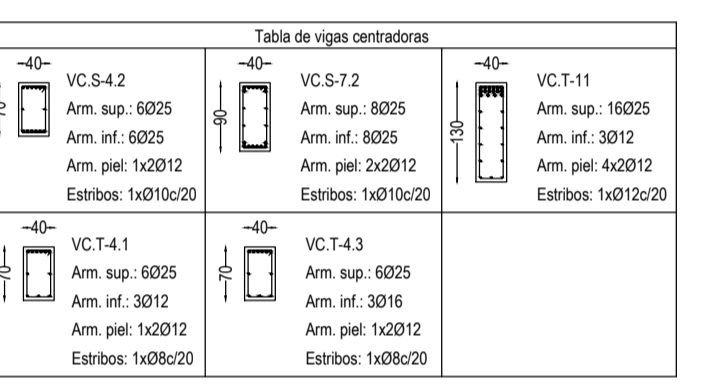 Tabla de vigas centradoras
40
VC.S-4.2
Arm. sup.: 6Ø25
Arm. inf.: 6Ø25
Arm. piel: 1x2Ø12
Estribos: 1xØ10c/20
40
90
VC.S-7.2
Arm. sup.: 8Ø25
Arm. inf.: 8Ø25
Arm. piel: 2x2Ø12
Estribos: 1xØ10c/20
40
130
VC.T-11
Arm. sup.: 16Ø25
Arm. inf.: 3Ø12
Arm. piel: 4x2Ø12
Estribos: 1xØ12c/20
40
70
VC.T-4.1
Arm. sup.: 6Ø25
Arm. inf.: 3Ø12
Arm. piel: 1x2Ø12
Estribos: 1xØ8c/20
40
70
VC.T-4.3
Arm. sup.: 6Ø25
Arm. inf.: 3Ø16
Arm. piel: 1x2Ø12
Estribos: 1xØ8c/20